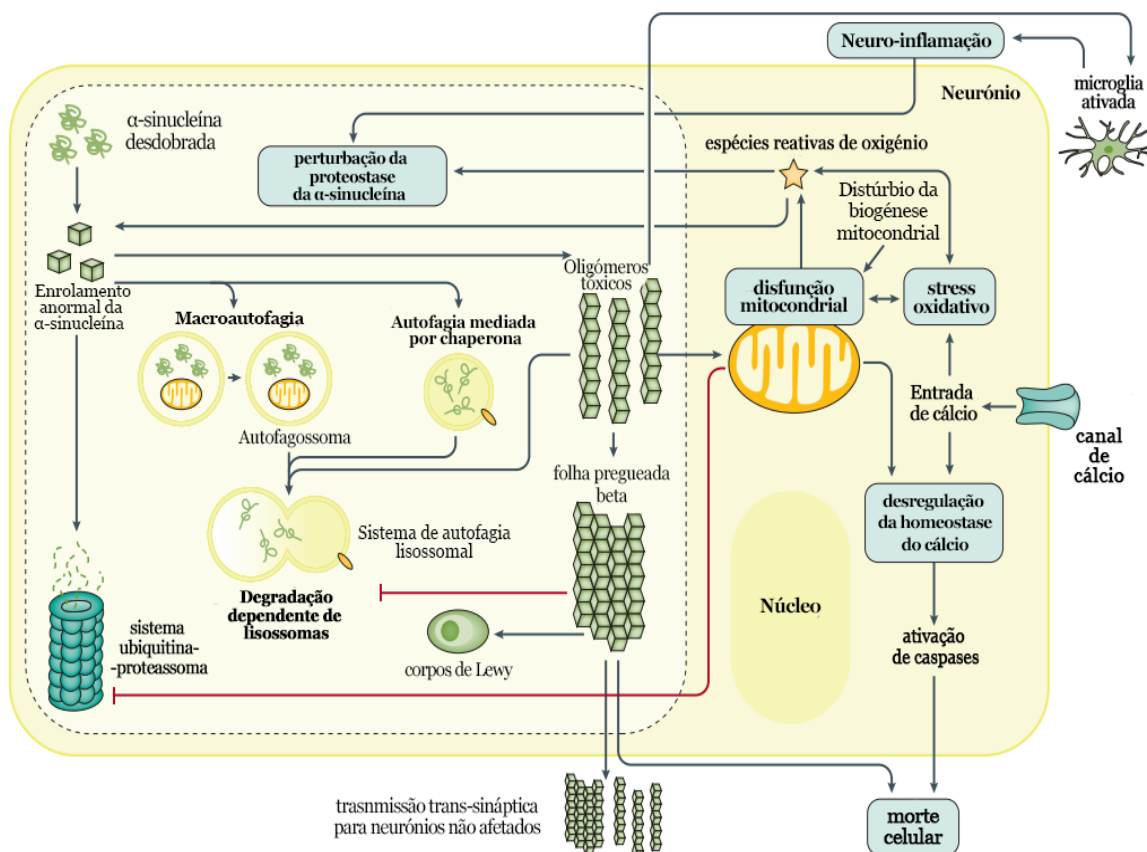 Neuro-inflamação
Neurónio
microglia
ativada
α-sinucleína
desdobrada
perturbação da
proteostase
da α-sinucleína
espécies reativas de oxigénio
Distúrbio da
biogénese
mitocondrial
Enrolamento
anormal da
α-sinucleína
Oligómeros
tóxicos
disfunção
mitocondrial
stress
oxidativo
Macroautofagia
Autofagia mediada
por chaperona
Entrada
de cálcio
canal
de
cálcio
Autofagossoma
folha pregueada
beta
desregulação
da homeostase
do cálcio
Sistema de autofagia
lisossomal
Degradação
dependente de
lisossomas
Núcleo
sistema
ubiquitina-
-proteassoma
corpos de Lewy
ativação
de caspases
trasnmissão trans-sináptica
para neurónios não afetados
morte
celular